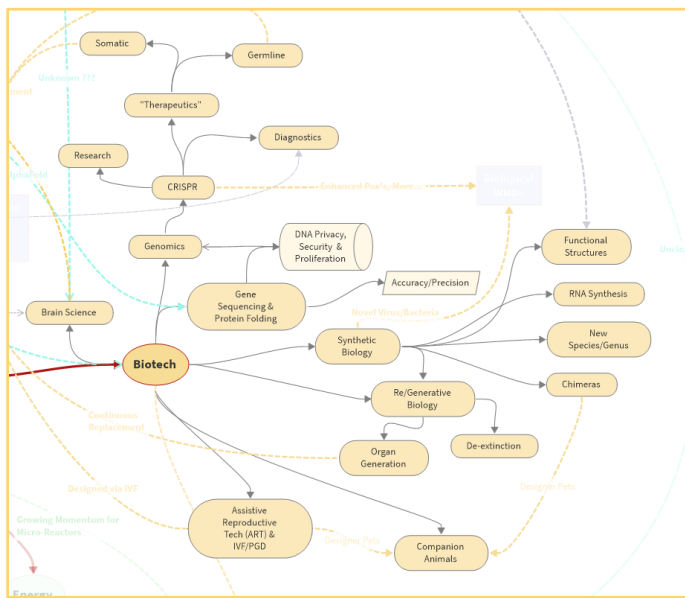 Somatic
Germline
Unknown ???
ment
"Therapeutics"
Diagnostics
Research
CRISPR
DNA Privacy,
Security &
Proliferation
Genomics
Functional
Structures
Accuracy/Precision
Gene
Sequencing &
Protein Folding
RNA Synthesis
Brain Science
Novel Virus/Bacteria
Synthetic
Biology
New
Species/Genus
Biotech
Chimeras
Re/Generative
Biology
Continuous
Replacement
De-extinction
Organ
Generation
Designed via IVF
Designer Pets
Assistive
Reproductive
Tech (ART) &
IVF/PGD
Growing Momentum for
Micro-Reactors
Designer Pets
Companion
Animals
Energy